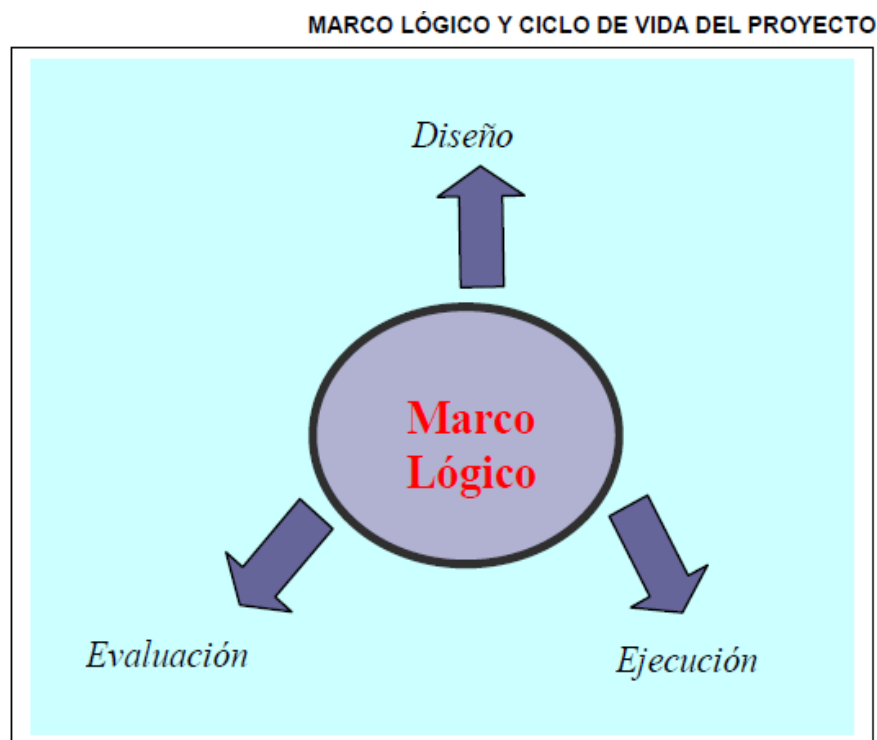 MARCO LÓGICO Y CICLO DE VIDA DEL PROYECTO
Diseño
Marco
Lógico
Evaluación
Ejecución